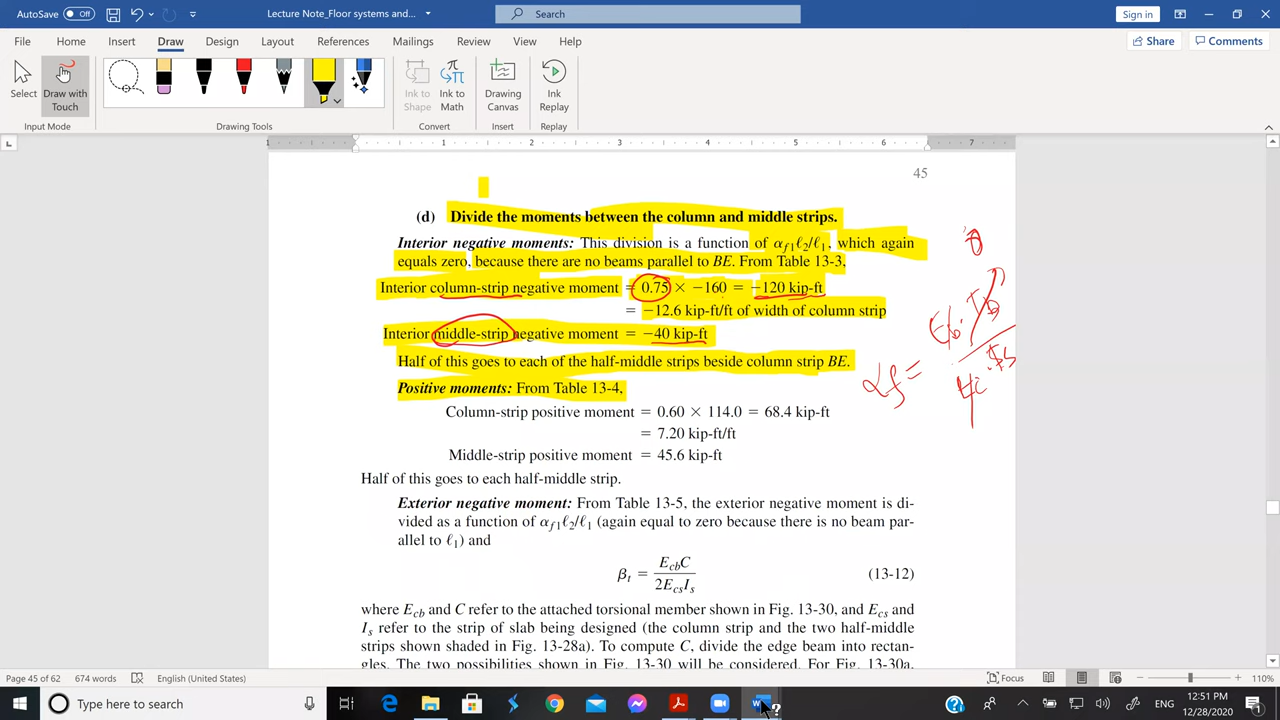 AutoSave Off Lecture Note_Floor systems and... Search Sign in
File Home Insert Draw Design Layout References Mailings Review View Help Share Comments
Select Draw with Touch Ink to Shape Ink to Math Drawing Canvas Ink Replay
Input Mode Drawing Tools Convert Insert Replay
1 1 2 3 4 5 6 7
45
(d) Divide the moments between the column and middle strips.
Interior negative moments: This division is a function of αf1ℓ2/ℓ1, which again
equals zero, because there are no beams parallel to BE. From Table 13-3,
Interior column-strip negative moment = 0.75 × −160 = −120 kip-ft
= −12.6 kip-ft/ft of width of column strip
Interior middle-strip negative moment = −40 kip-ft
Half of this goes to each of the half-middle strips beside column strip BE.
Positive moments: From Table 13-4,
αf =
Column-strip positive moment = 0.60 × 114.0 = 68.4 kip-ft
= 7.20 kip-ft/ft
Middle-strip positive moment = 45.6 kip-ft
Half of this goes to each half-middle strip.
Exterior negative moment: From Table 13-5, the exterior negative moment is di-
vided as a function of αf1ℓ2/ℓ1 (again equal to zero because there is no beam par-
allel to ℓ1) and
βt = EcbC / 2EcsIs (13-12)
where Ecb and C refer to the attached torsional member shown in Fig. 13-30, and Ecs and
Is refer to the strip of slab being designed (the column strip and the two half-middle
strips shown shaded in Fig. 13-28a). To compute C, divide the edge beam into rectan-
gles. The two possibilities shown in Fig. 13-30 will be considered. For Fig. 13-30a,
Page 45 of 62 674 words English (United States) Focus 110%
Type here to search 12:51 PM
12/28/2020